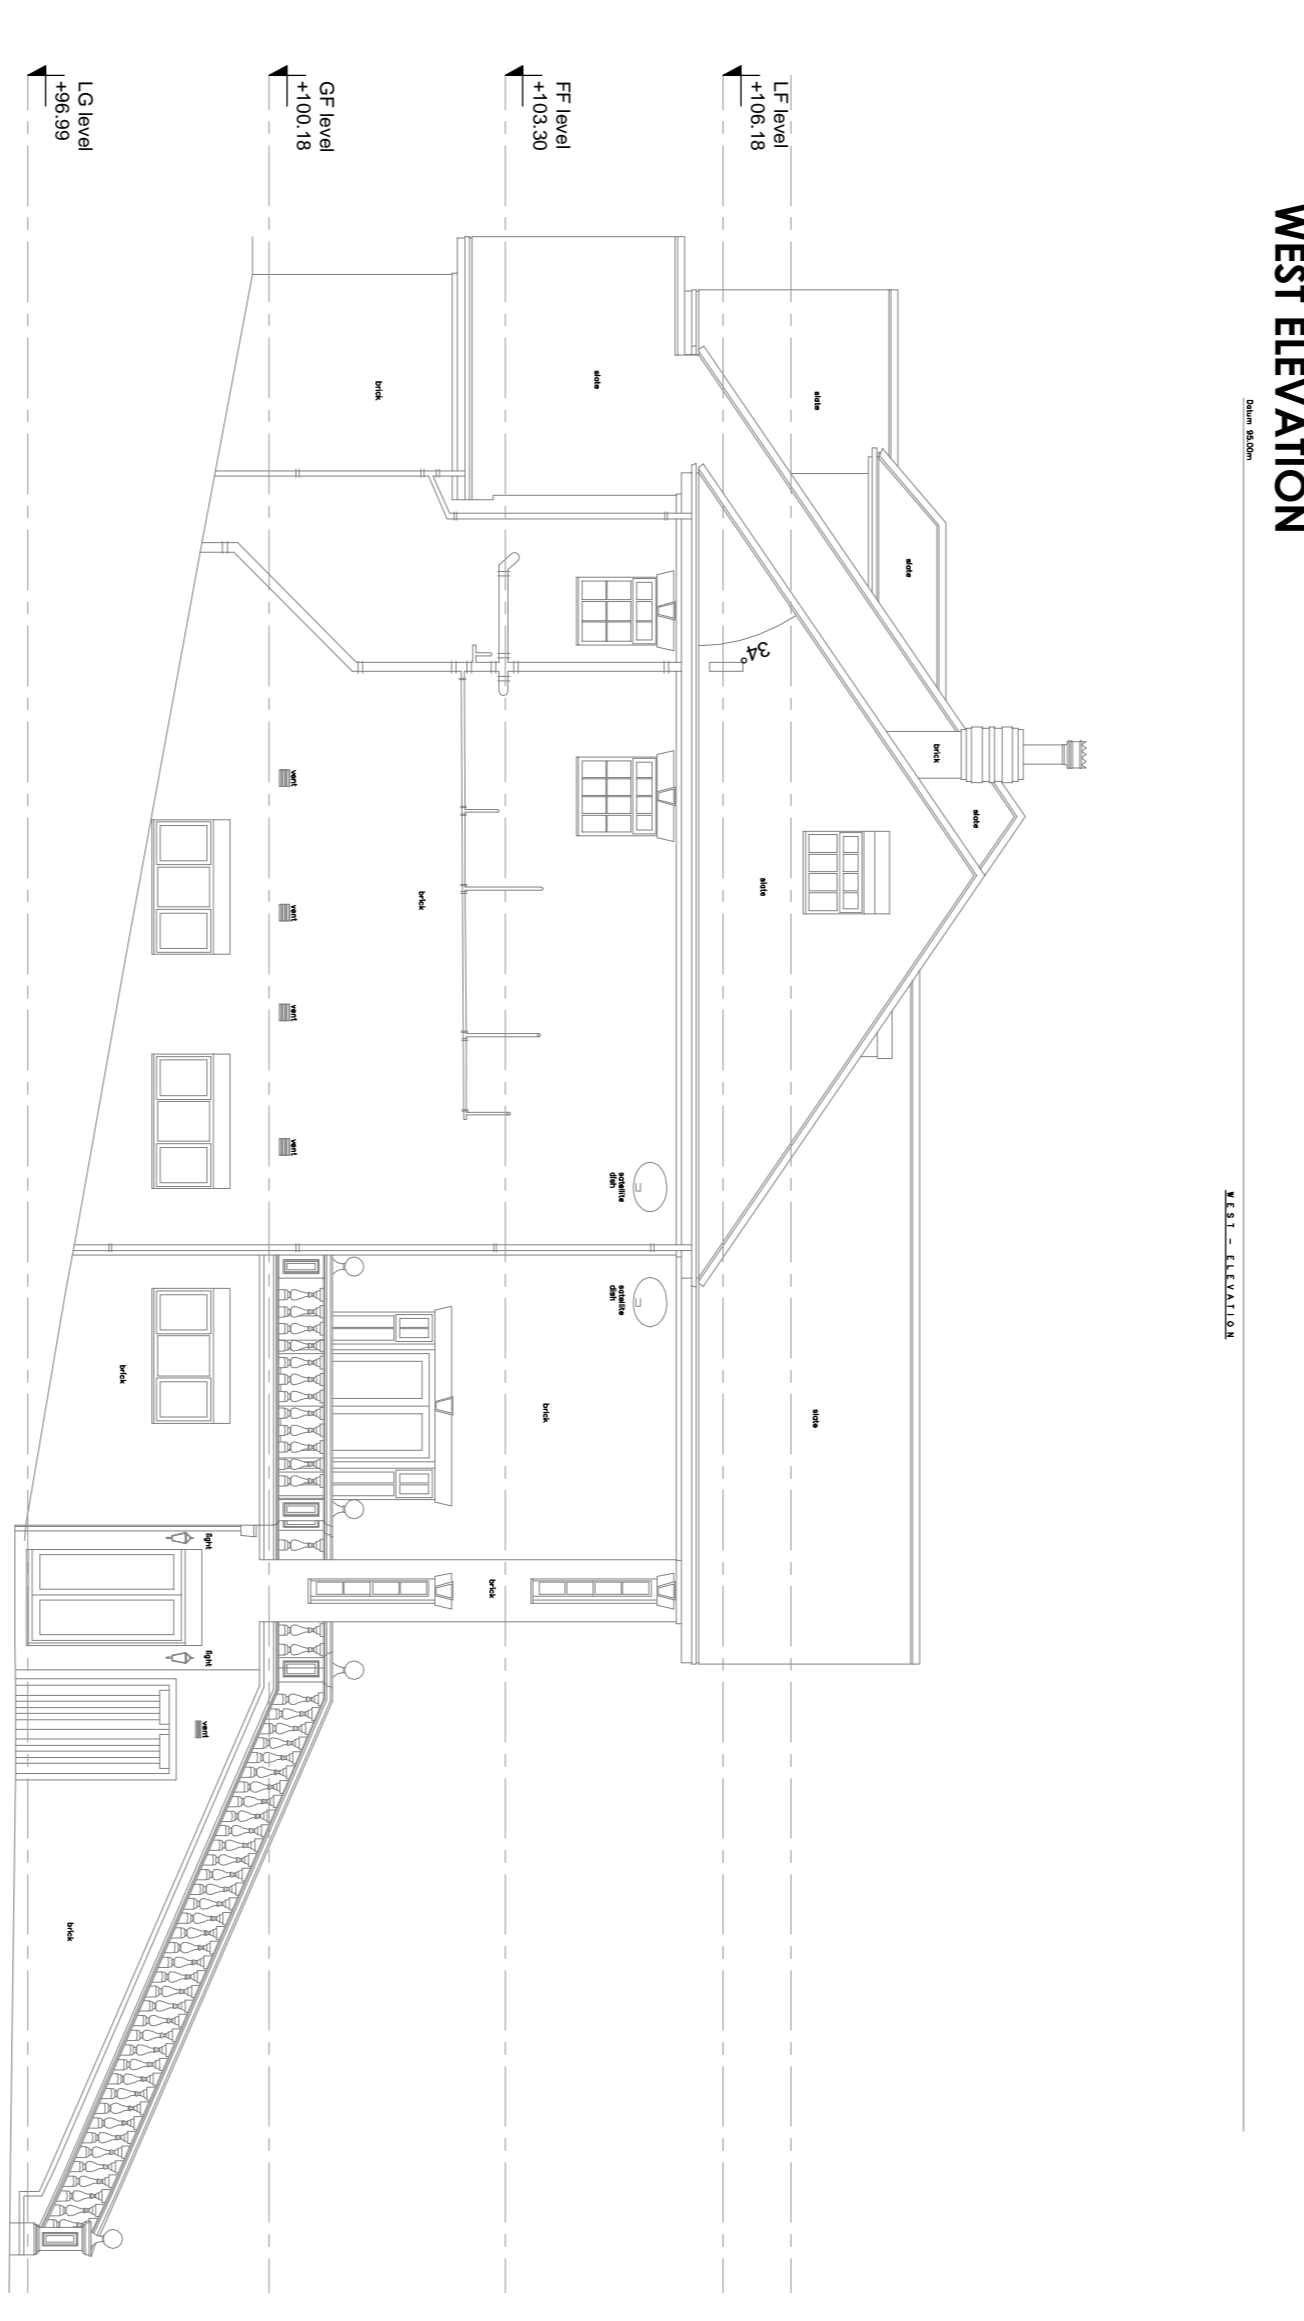 WEST ELEVATION
Datum 95.00m
WEST - ELEVATION
LF level
+106.18
FF level
+103.30
GF level
+100.18
LG level
+96.99
slate
slate
slate
slate
slate
slate
34°
brick
brick
brick
brick
brick
brick
brick
brick
satellite
dish
satellite
dish
vent
vent
vent
vent
vent
light
light